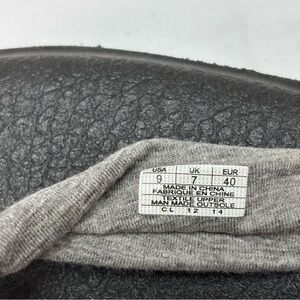 USA UK EUR
9 7 40
MADE IN CHINA
FABRIQUE EN CHINE
TEXTILE UPPER
MAN MADE OUTSOLE
CL 12 14